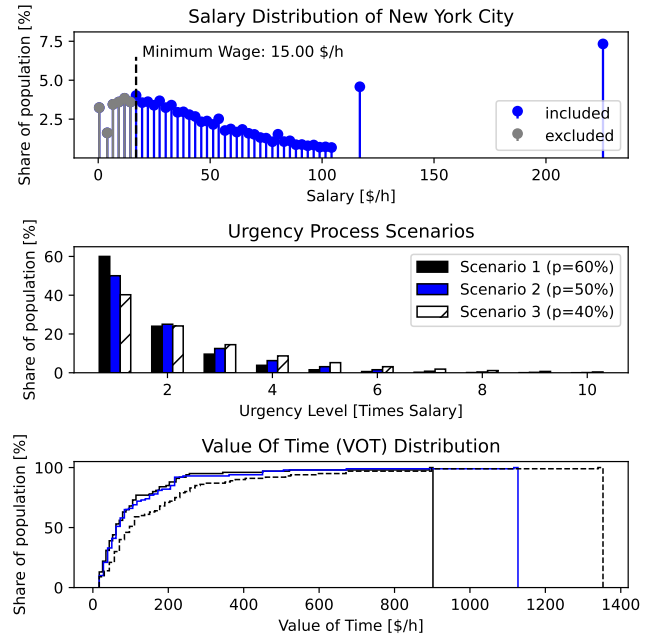 Salary Distribution of New York City
Share of population [%]
7.5
5.0
2.5
Minimum Wage: 15.00 $/h
included
excluded
0
50
100
150
200
Salary [$/h]
Urgency Process Scenarios
Share of population [%]
60
40
20
0
Scenario 1 (p=60%)
Scenario 2 (p=50%)
Scenario 3 (p=40%)
2
4
6
8
10
Urgency Level [Times Salary]
Value Of Time (VOT) Distribution
Share of population [%]
100
50
0
0
200
400
600
800
1000
1200
1400
Value of Time [$/h]